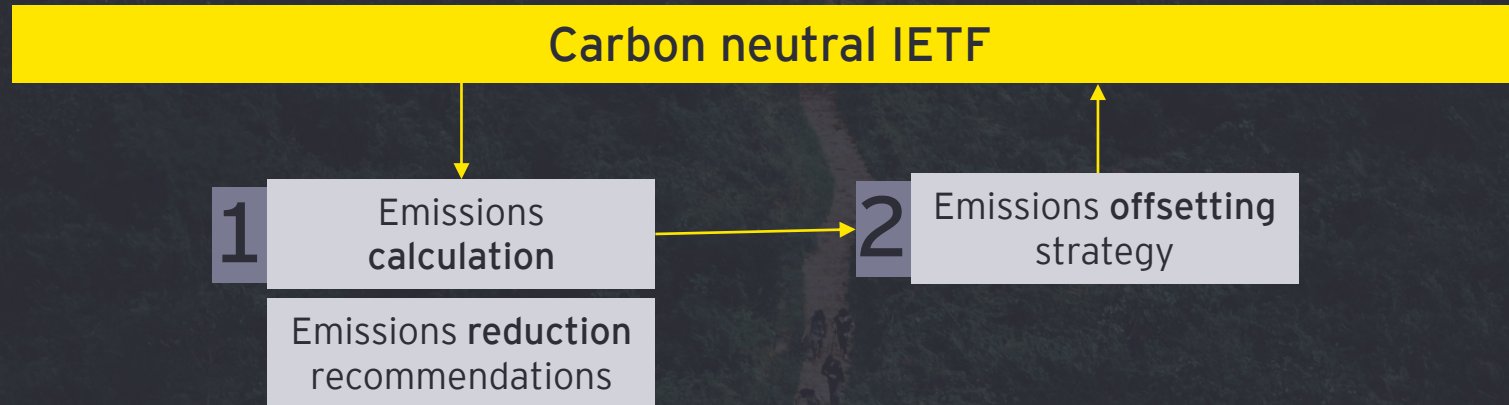 Carbon neutral IETF
1
Emissions
calculation
2
Emissions offsetting
strategy
Emissions reduction
recommendations